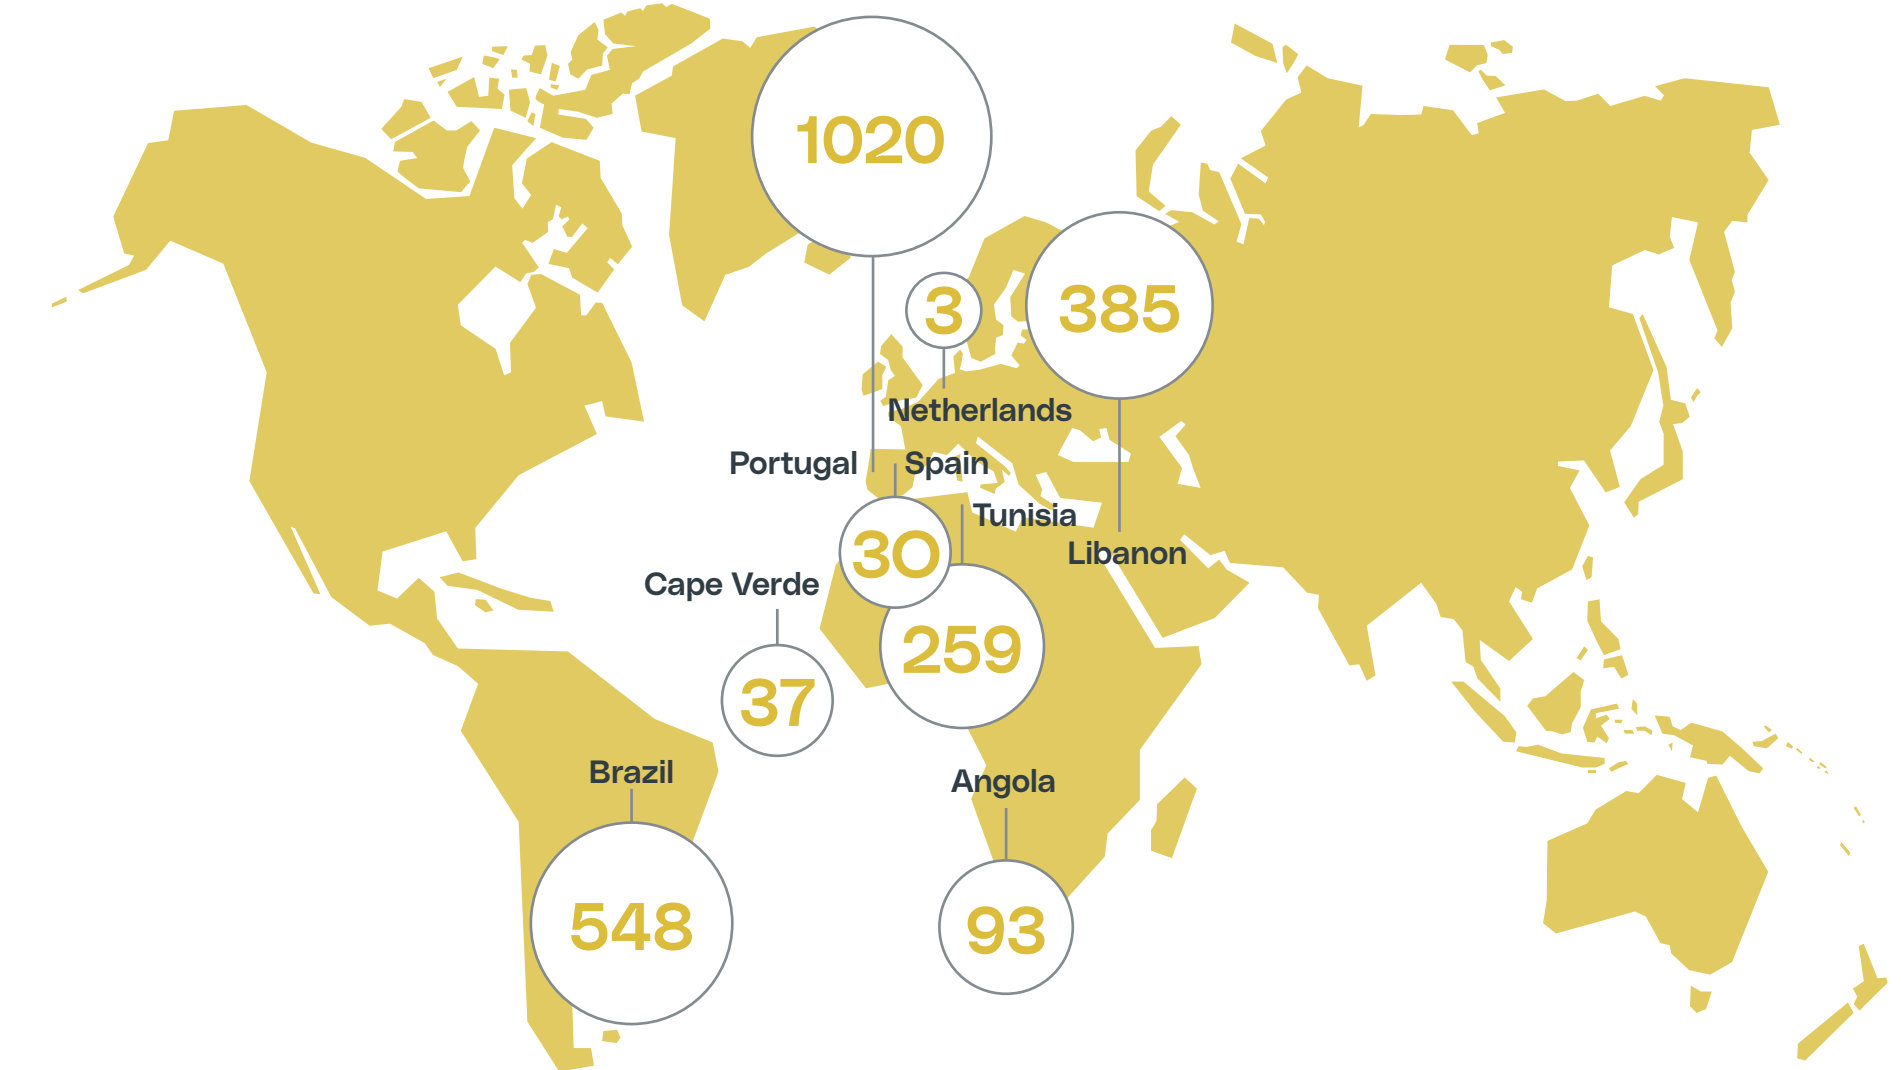 1020
3
385
Netherlands
Portugal
Spain
Tunisia
30
Libanon
Cape Verde
259
37
Brazil
Angola
548
93